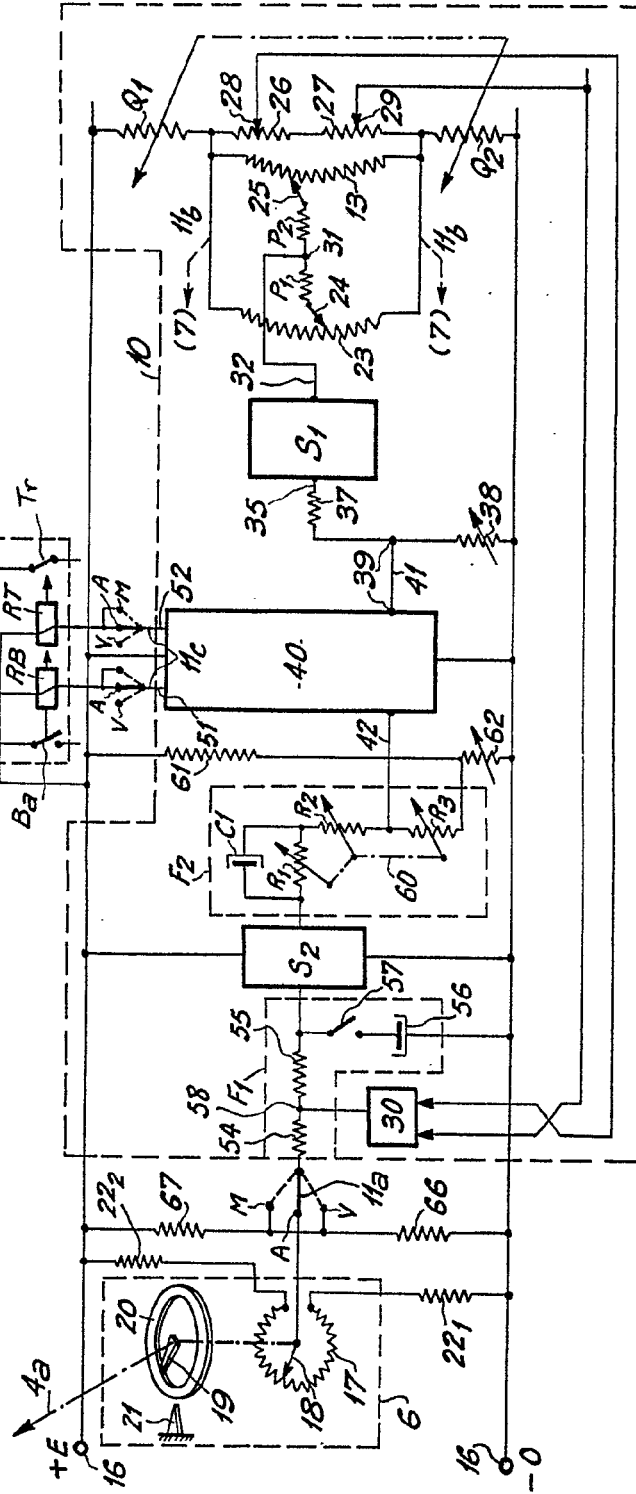 Q1
28
26
27
29
Q2
11b
25
13
P2
31
P1
24
11b
(7)
23
(7)
32
10
S1
35
37
39
38
41
Tr
RT
A
M
52
V
11c
40
RB
A
V
51
42
62
61
Ba
R2
R3
C1
R1
60
F2
S2
57
56
55
F1
58
54
30
11a
M
V
A
67
66
222
221
20
19
21
18
17
6
4a
+E
16
16
-O